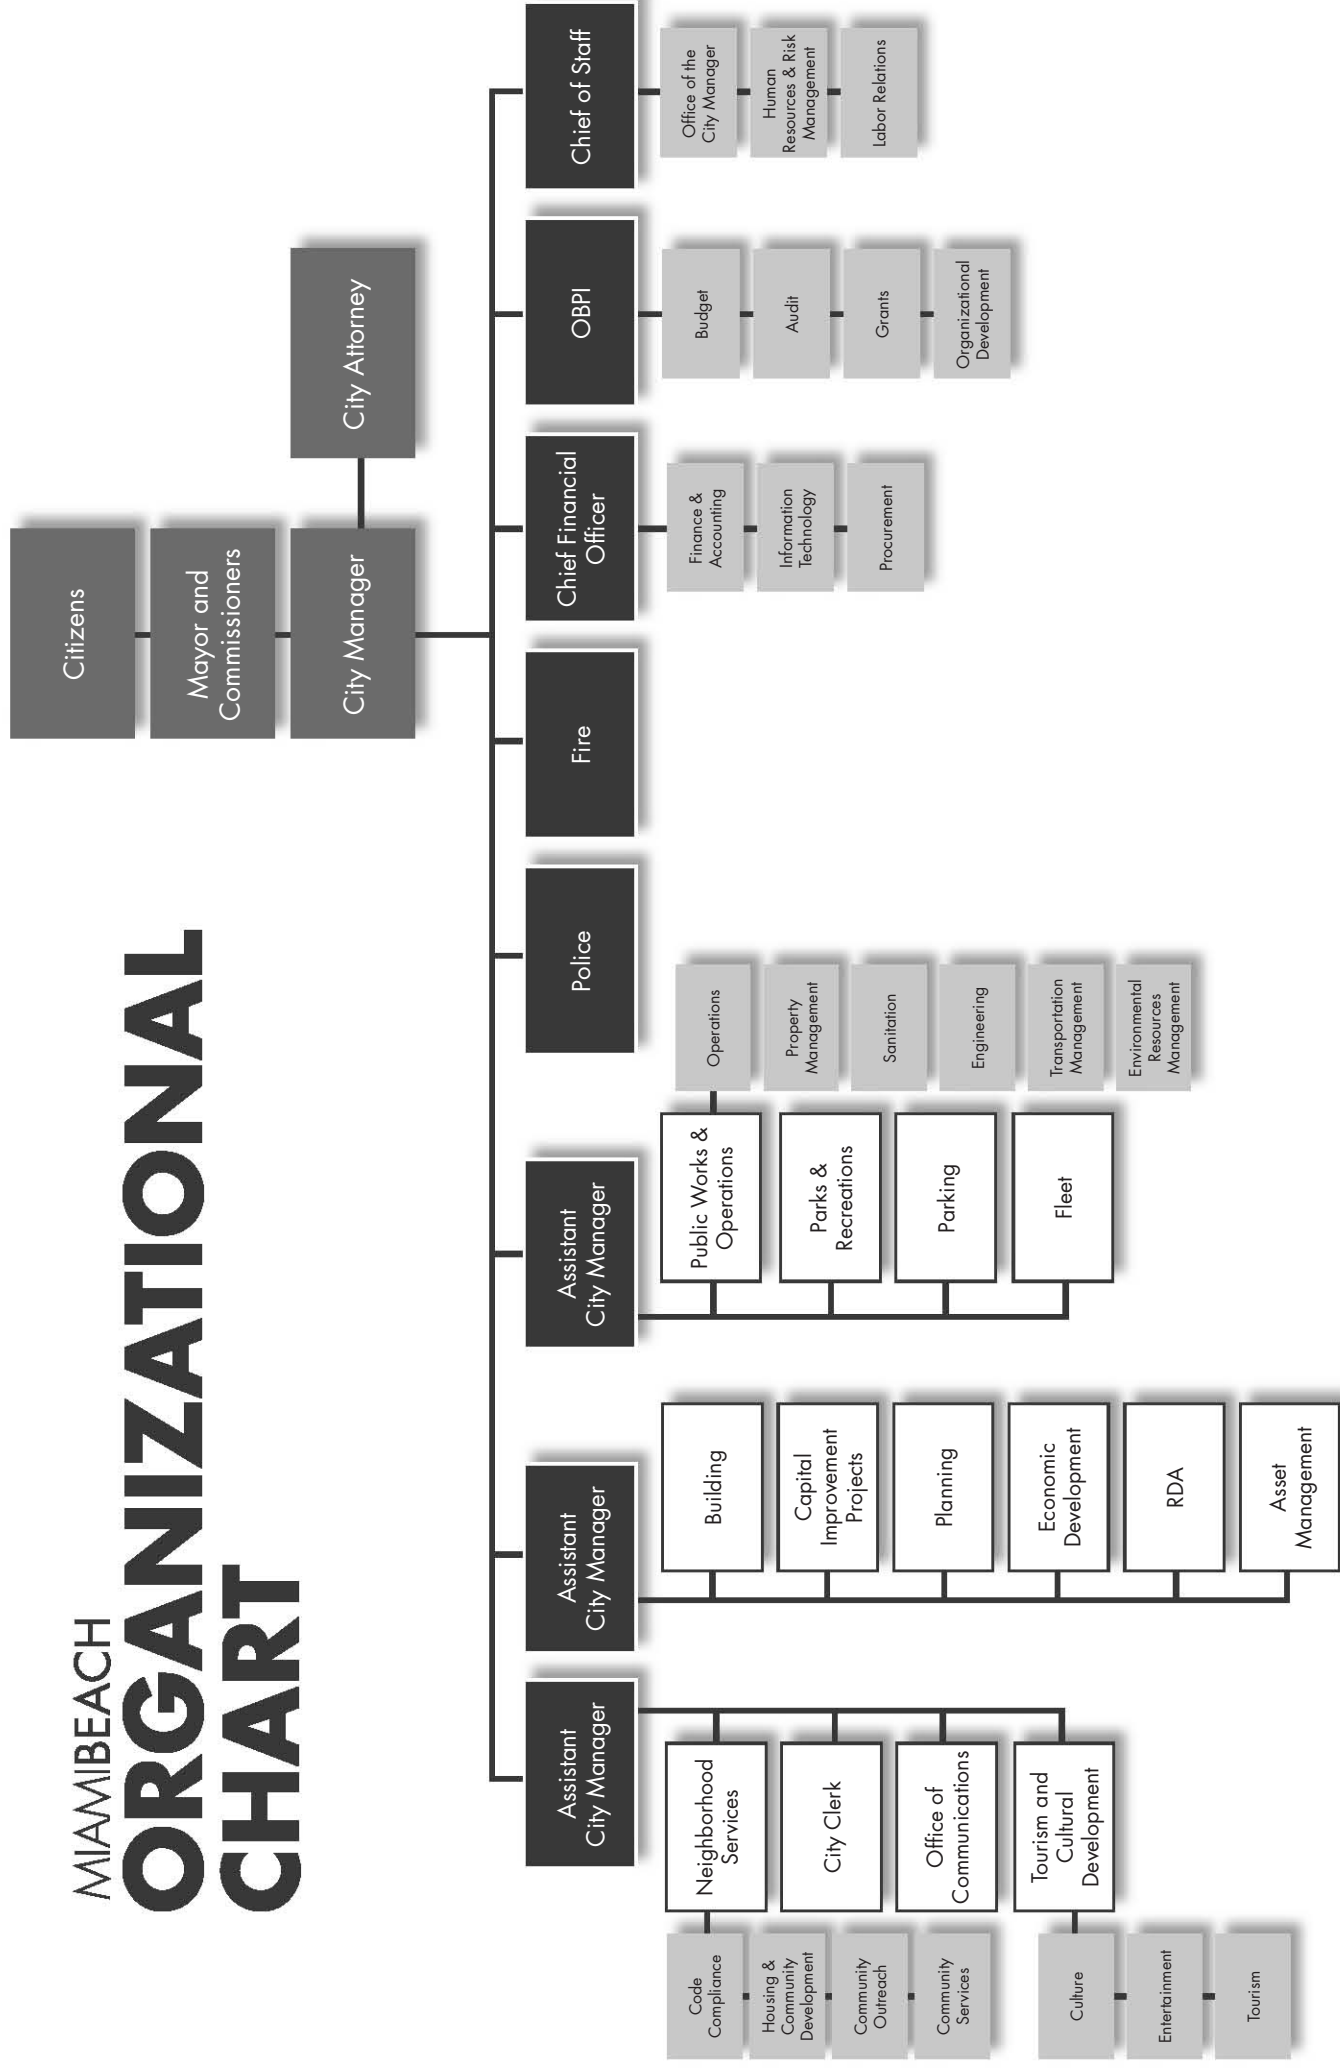 MIAMIBEACH
ORGANIZATIONAL
CHART
Citizens
Mayor and
Commissioners
City Manager
City Attorney
Assistant
City Manager
Neighborhood
Services
Code
Compliance
Housing &
Community
Development
Community
Outreach
Community
Services
City Clerk
Office of
Communications
Tourism and
Cultural
Development
Culture
Entertainment
Tourism
Assistant
City Manager
Building
Capital
Improvement
Projects
Planning
Economic
Development
RDA
Asset
Management
Assistant
City Manager
Public Works &
Operations
Operations
Property
Management
Sanitation
Engineering
Transportation
Management
Environmental
Resources
Management
Parks &
Recreations
Parking
Fleet
Police
Fire
Chief Financial
Officer
Finance &
Accounting
Information
Technology
Procurement
OBPI
Budget
Audit
Grants
Organizational
Development
Chief of Staff
Office of the
City Manager
Human
Resources & Risk
Management
Labor Relations